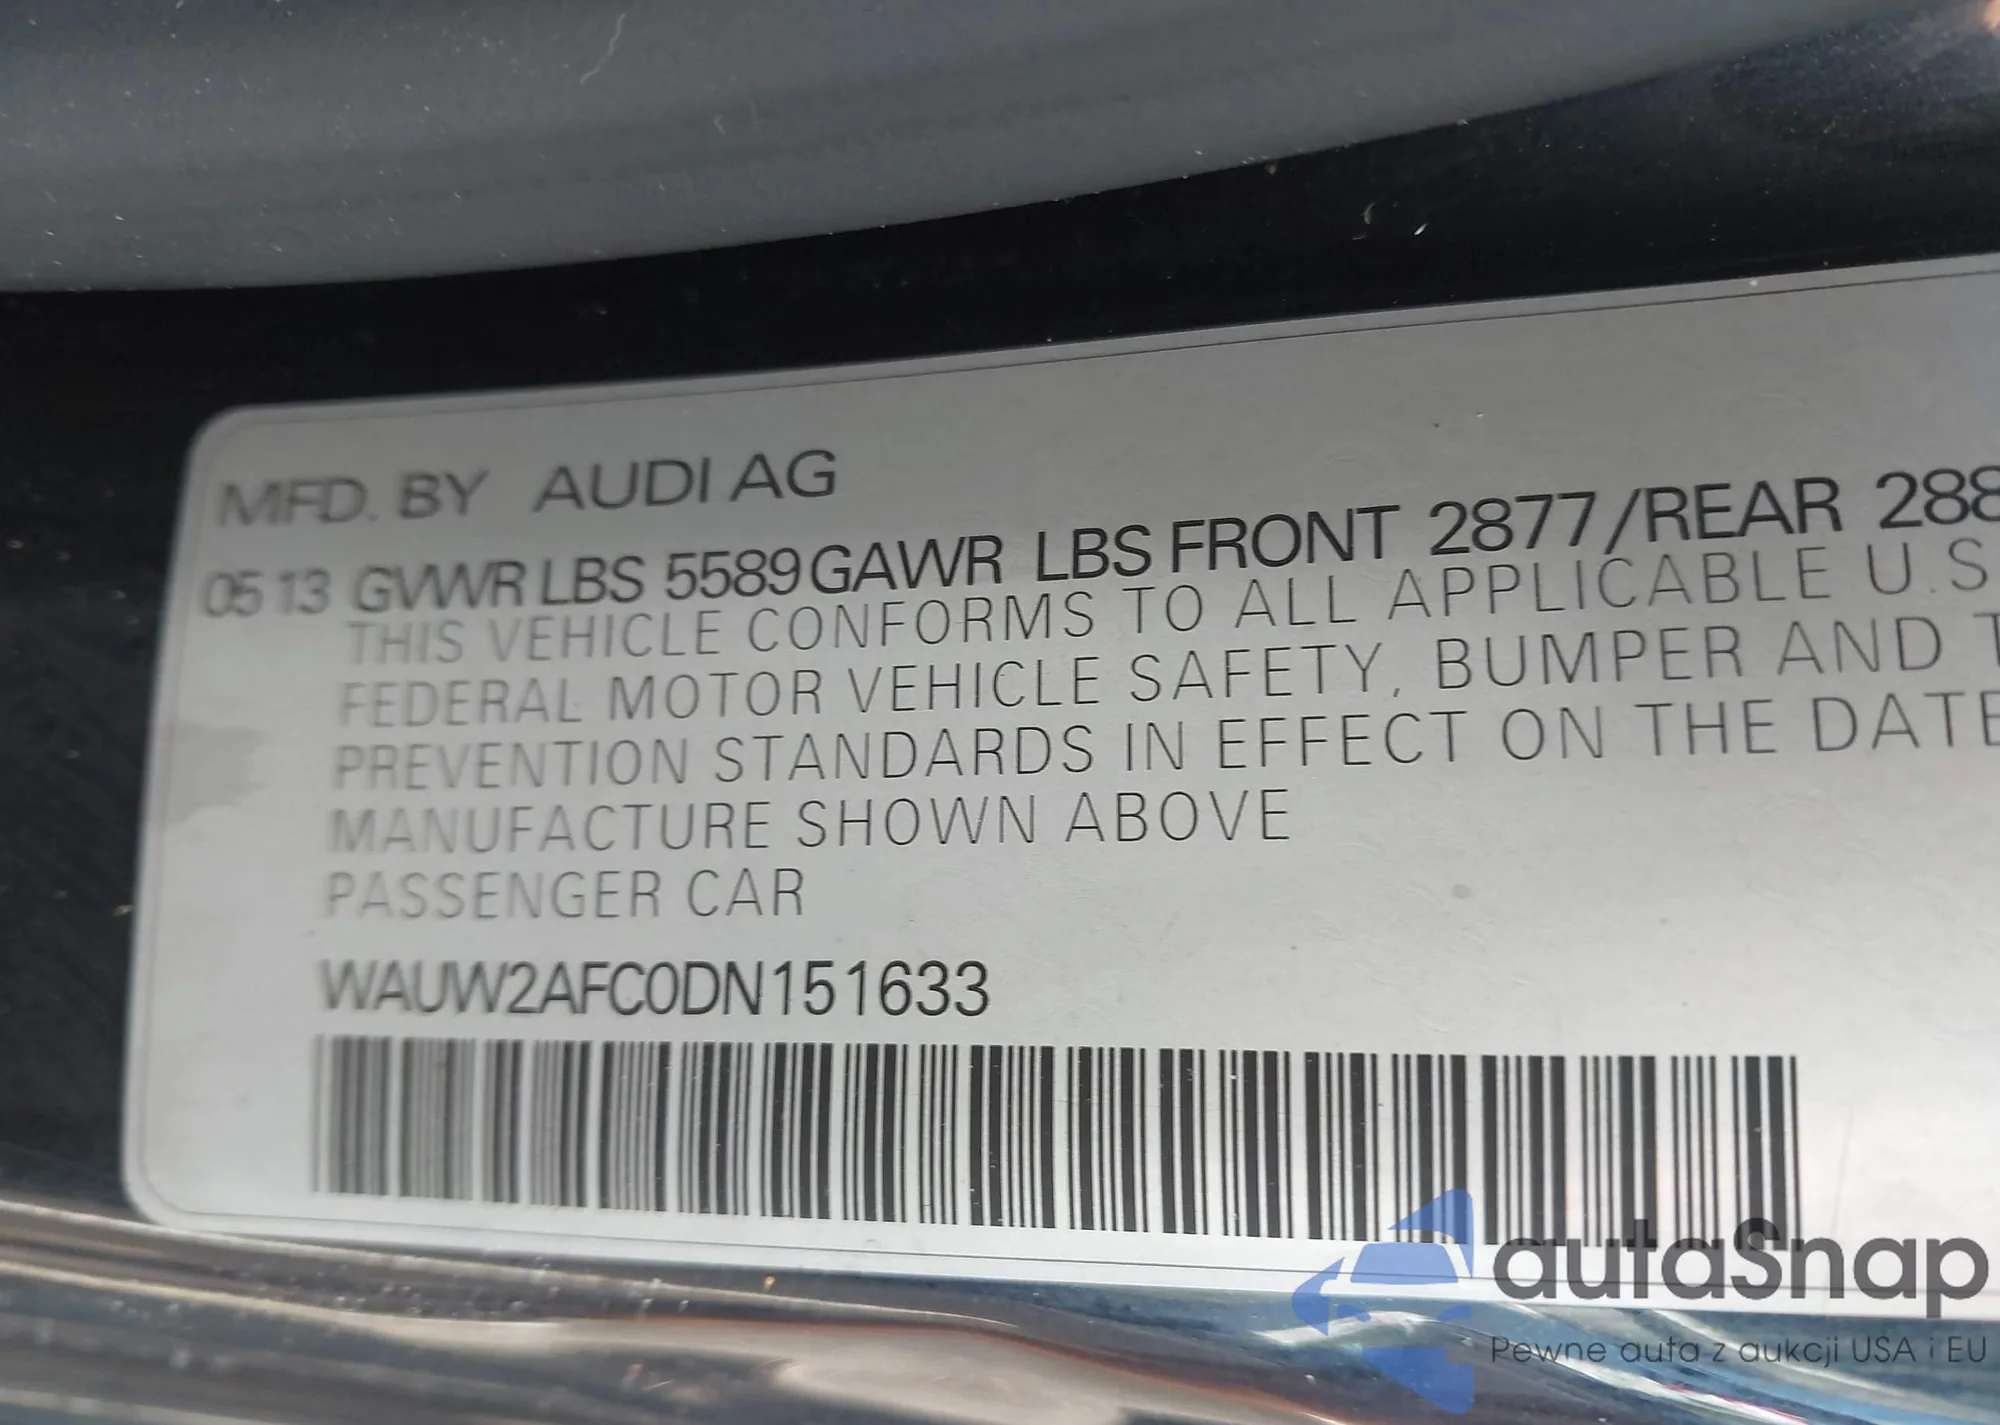 MFD. BY AUDI AG
05 13 GVWR LBS 5589 GAWR LBS FRONT 2877/REAR 288
THIS VEHICLE CONFORMS TO ALL APPLICABLE U.S
FEDERAL MOTOR VEHICLE SAFETY, BUMPER AND T
PREVENTION STANDARDS IN EFFECT ON THE DATE
MANUFACTURE SHOWN ABOVE
PASSENGER CAR
WAUW2AFC0DN151633
autaSnap
Pewne auta z aukcji USA i EU